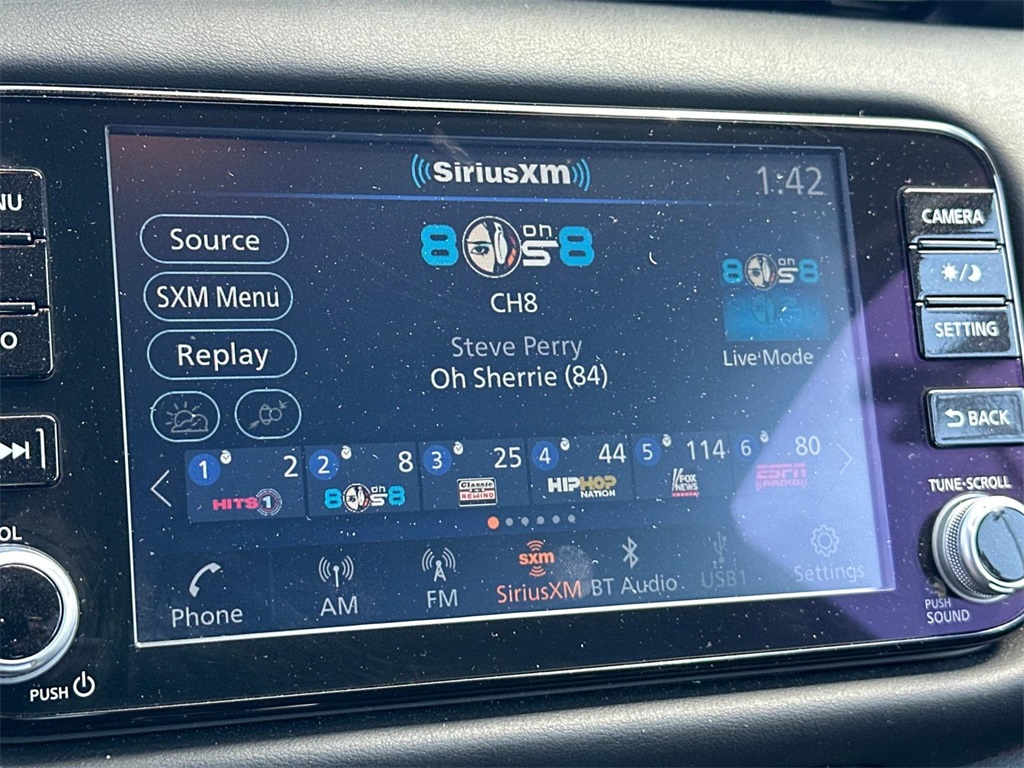 SiriusXM
1:42
Source
SXM Menu
Replay
80s on 8
CH8
Steve Perry
Oh Sherrie (84)
80s on 8
Live Mode
1 2
HITS 1
2 8
80s on 8
3 25
Classic REWIND
4 44
HIPHOP NATION
5 114
FOX NEWS
6 80
ESPN RADIO
Phone
AM
FM
sxm
SiriusXM
BT Audio
USB1
Settings
NU
O
OL
PUSH
CAMERA
SETTING
BACK
TUNE·SCROLL
PUSH
SOUND